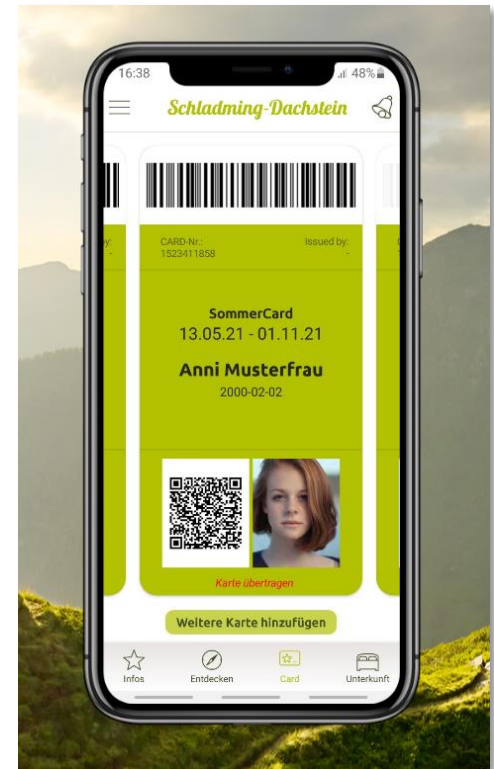 16:38
48%
Schladming-Dachstein
CARD-Nr.: Issued by:
1523411858 -
SommerCard
13.05.21 - 01.11.21
Anni Musterfrau
2000-02-02
Karte übertragen
Weitere Karte hinzufügen
Infos Entdecken Card Unterkunft